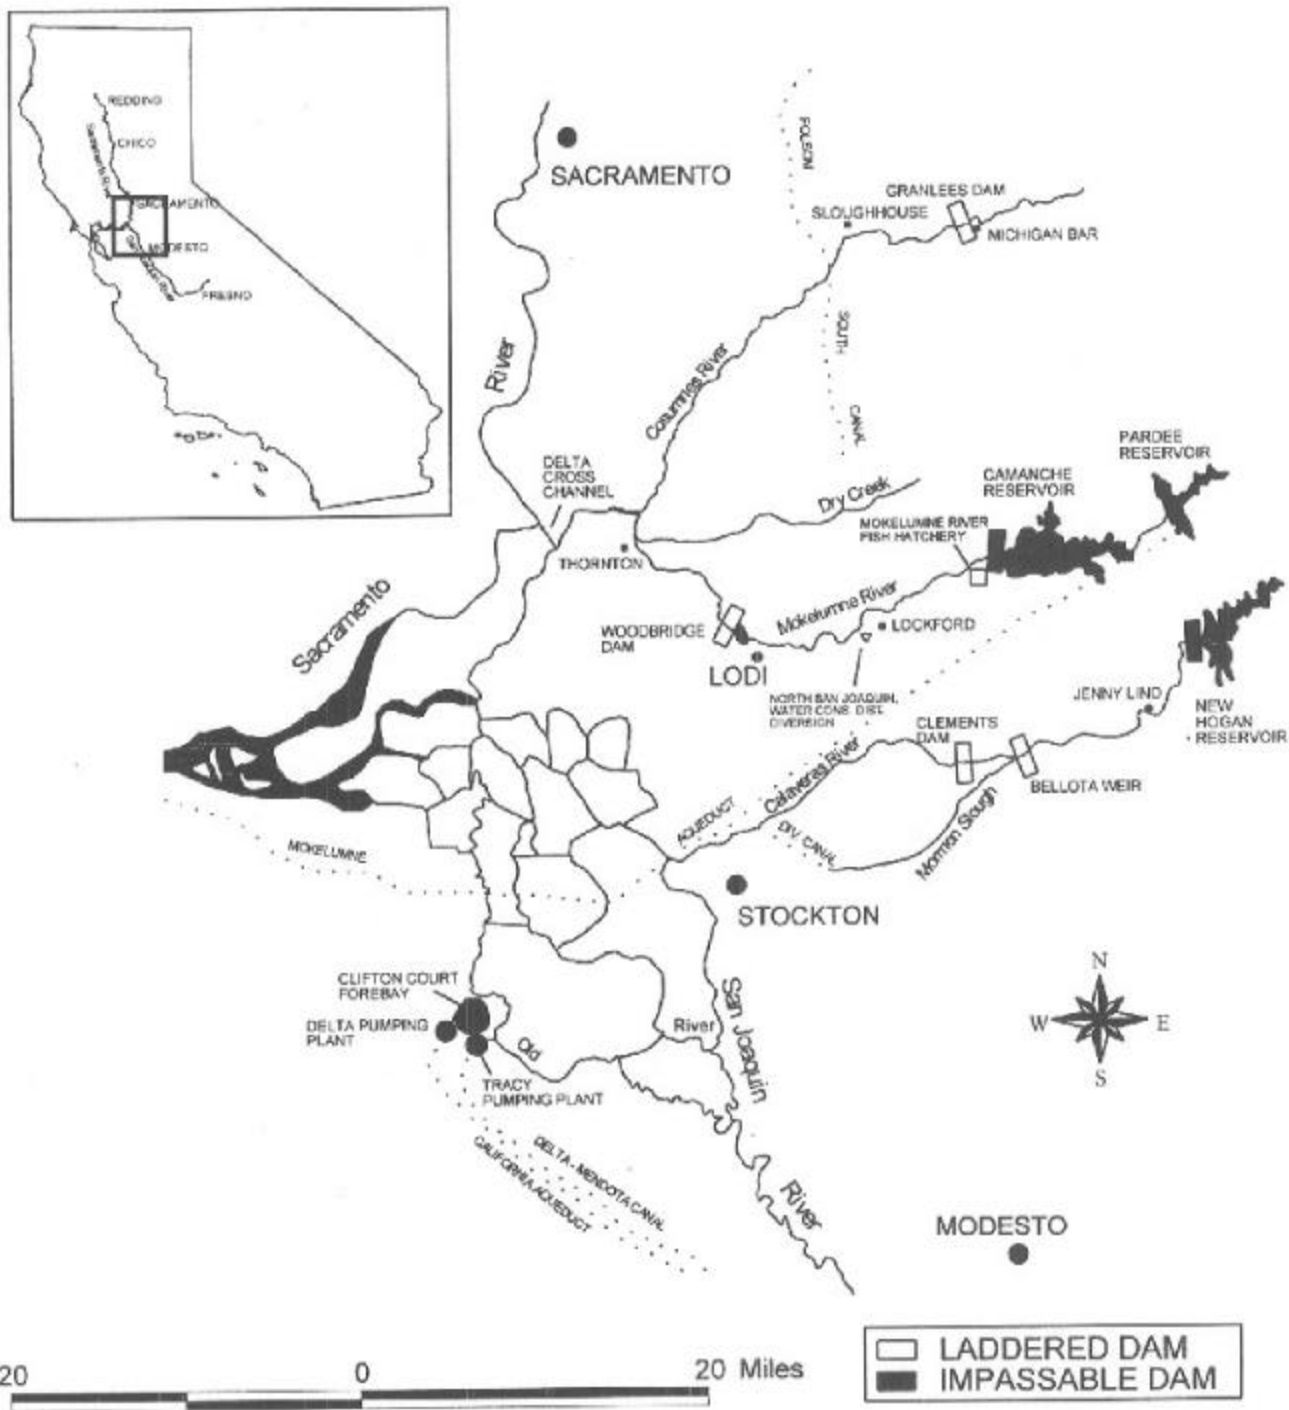 REDDING
CHICO
Sacramento River
SACRAMENTO
MODESTO
FRESNO
SACRAMENTO
River
FOLSOM
SOUTH
CANAL
GRANLEES DAM
SLOUGHHOUSE
MICHIGAN BAR
Cosumnes River
DELTA
CROSS
CHANNEL
THORNTON
Dry Creek
PARDEE
RESERVOIR
CAMANCHE
RESERVOIR
MOKELUMNE RIVER
FISH HATCHERY
Mokelumne River
LOCKFORD
Sacramento
WOODBRIDGE
DAM
LODI
NORTH SAN JOAQUIN,
WATER CONS. DIST.
DIVERSION
JENNY LIND
NEW
HOGAN
RESERVOIR
CLEMENTS
DAM
BELLOTA WEIR
Calaveras River
AQUEDUCT
DIV. CANAL
Mormon Slough
MOKELUMNE
STOCKTON
CLIFTON COURT
FOREBAY
DELTA PUMPING
PLANT
TRACY
PUMPING PLANT
Old
River
San Joaquin
River
DELTA - MENDOTA CANAL
CALIFORNIA AQUEDUCT
N
W
E
S
MODESTO
20 0 20 Miles
LADDERED DAM
IMPASSABLE DAM